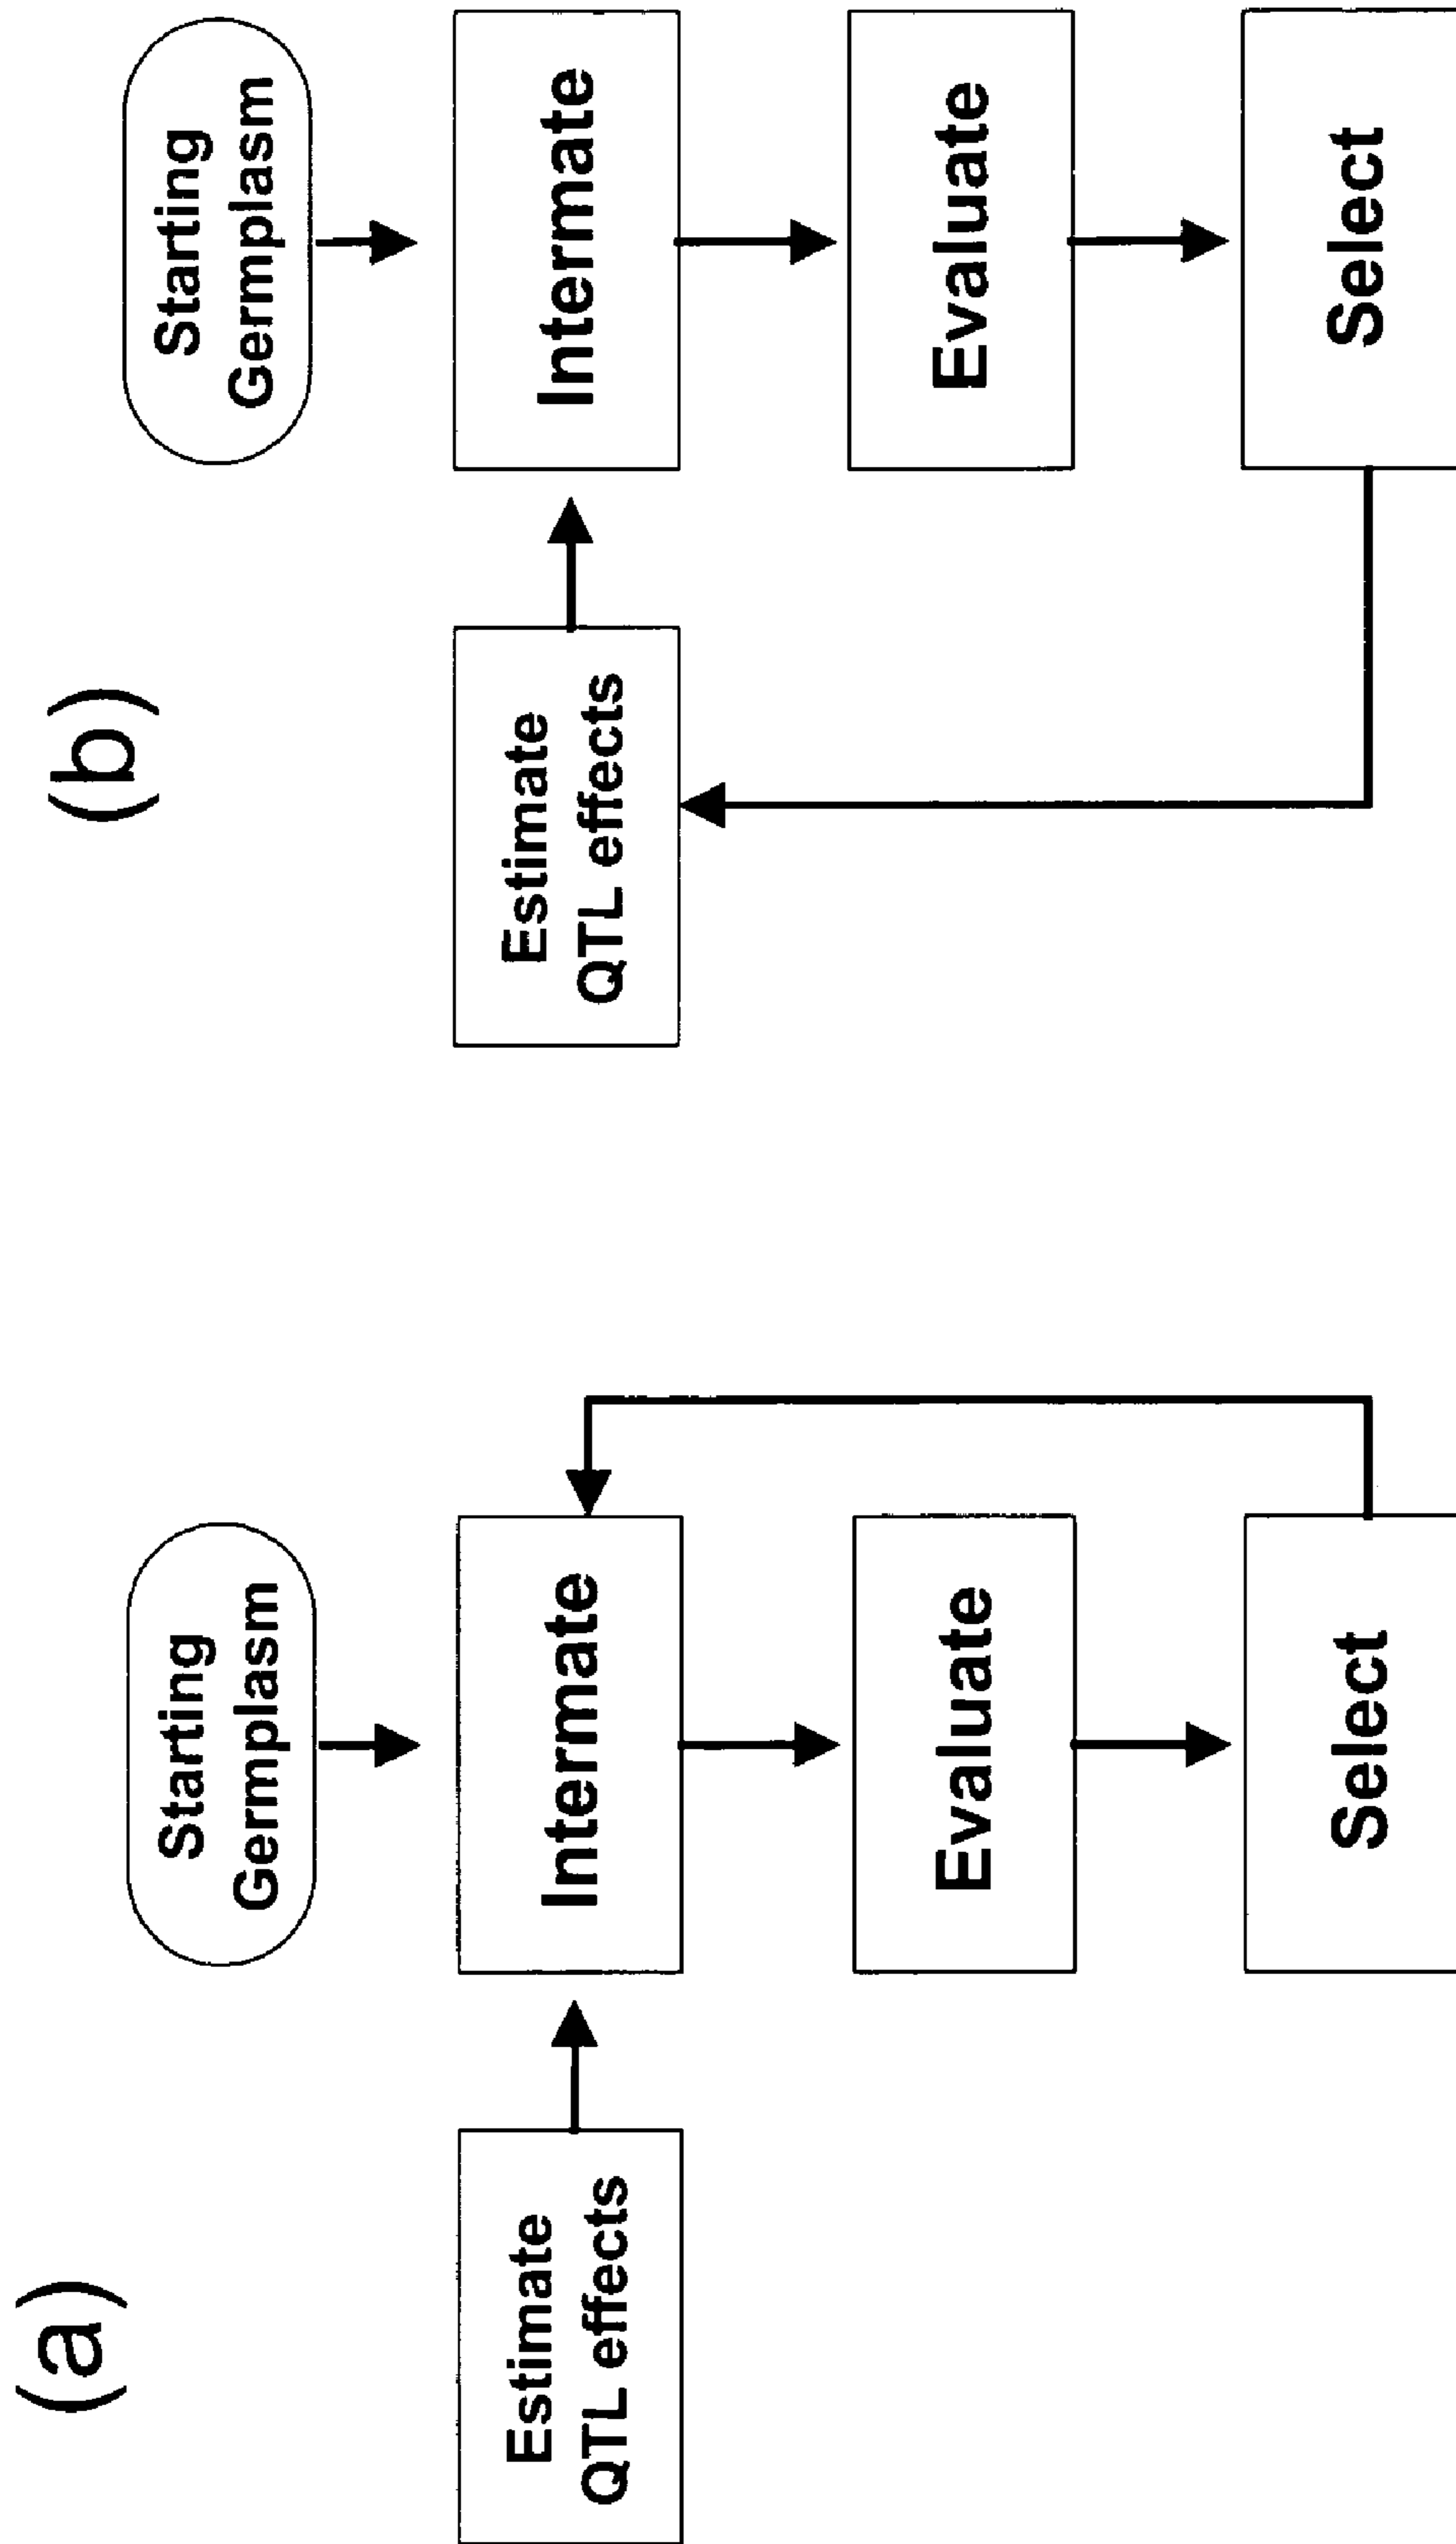 (a)
Starting
Germplasm
Estimate
QTL effects
Intermate
Evaluate
Select
(b)
Starting
Germplasm
Estimate
QTL effects
Intermate
Evaluate
Select